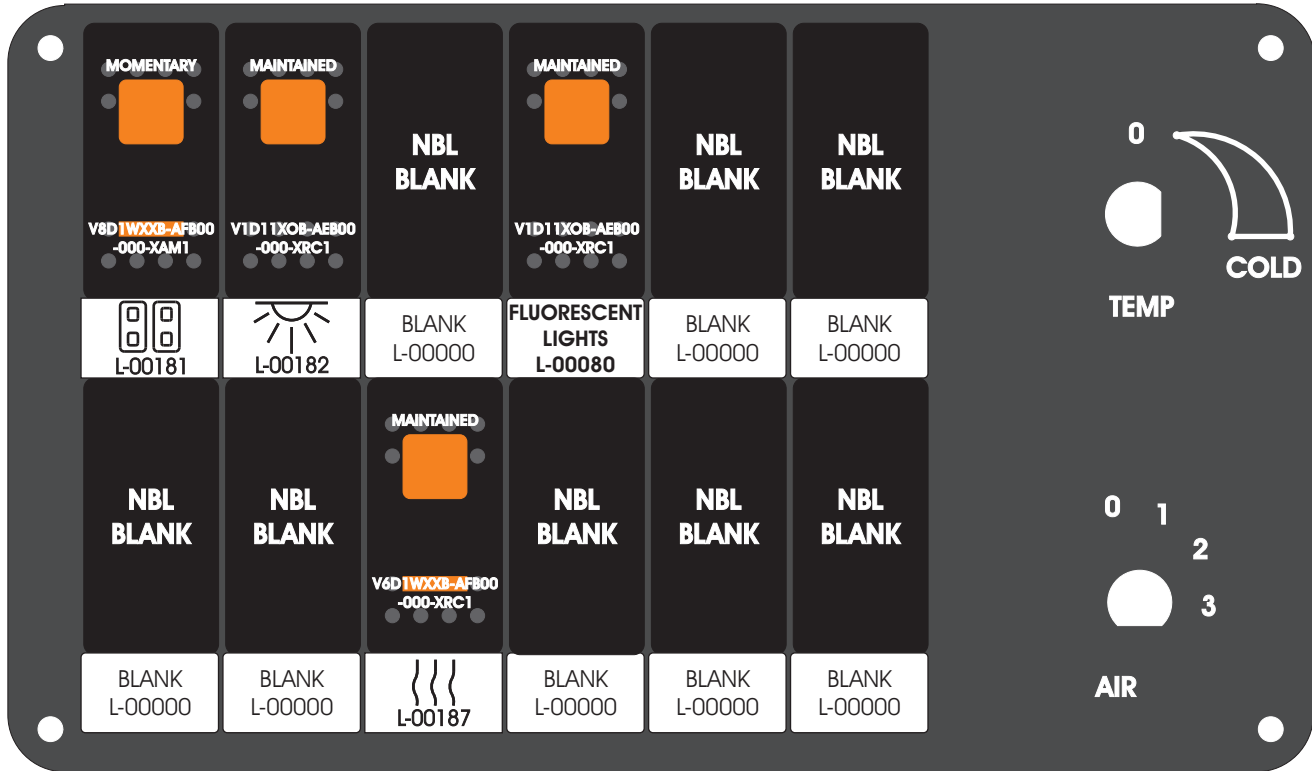 MOMENTARY
V8D1WXXB-AFB00
-000-XAM1
L-00181
MAINTAINED
V1D11XOB-AEB00
-000-XRC1
L-00182
NBL
BLANK
BLANK
L-00000
MAINTAINED
V1D11XOB-AEB00
-000-XRC1
FLUORESCENT
LIGHTS
L-00080
NBL
BLANK
BLANK
L-00000
NBL
BLANK
BLANK
L-00000
NBL
BLANK
BLANK
L-00000
NBL
BLANK
BLANK
L-00000
MAINTAINED
V6D1WXXB-AFB00
-000-XRC1
L-00187
NBL
BLANK
BLANK
L-00000
NBL
BLANK
BLANK
L-00000
NBL
BLANK
BLANK
L-00000
0
COLD
TEMP
0
1
2
3
AIR